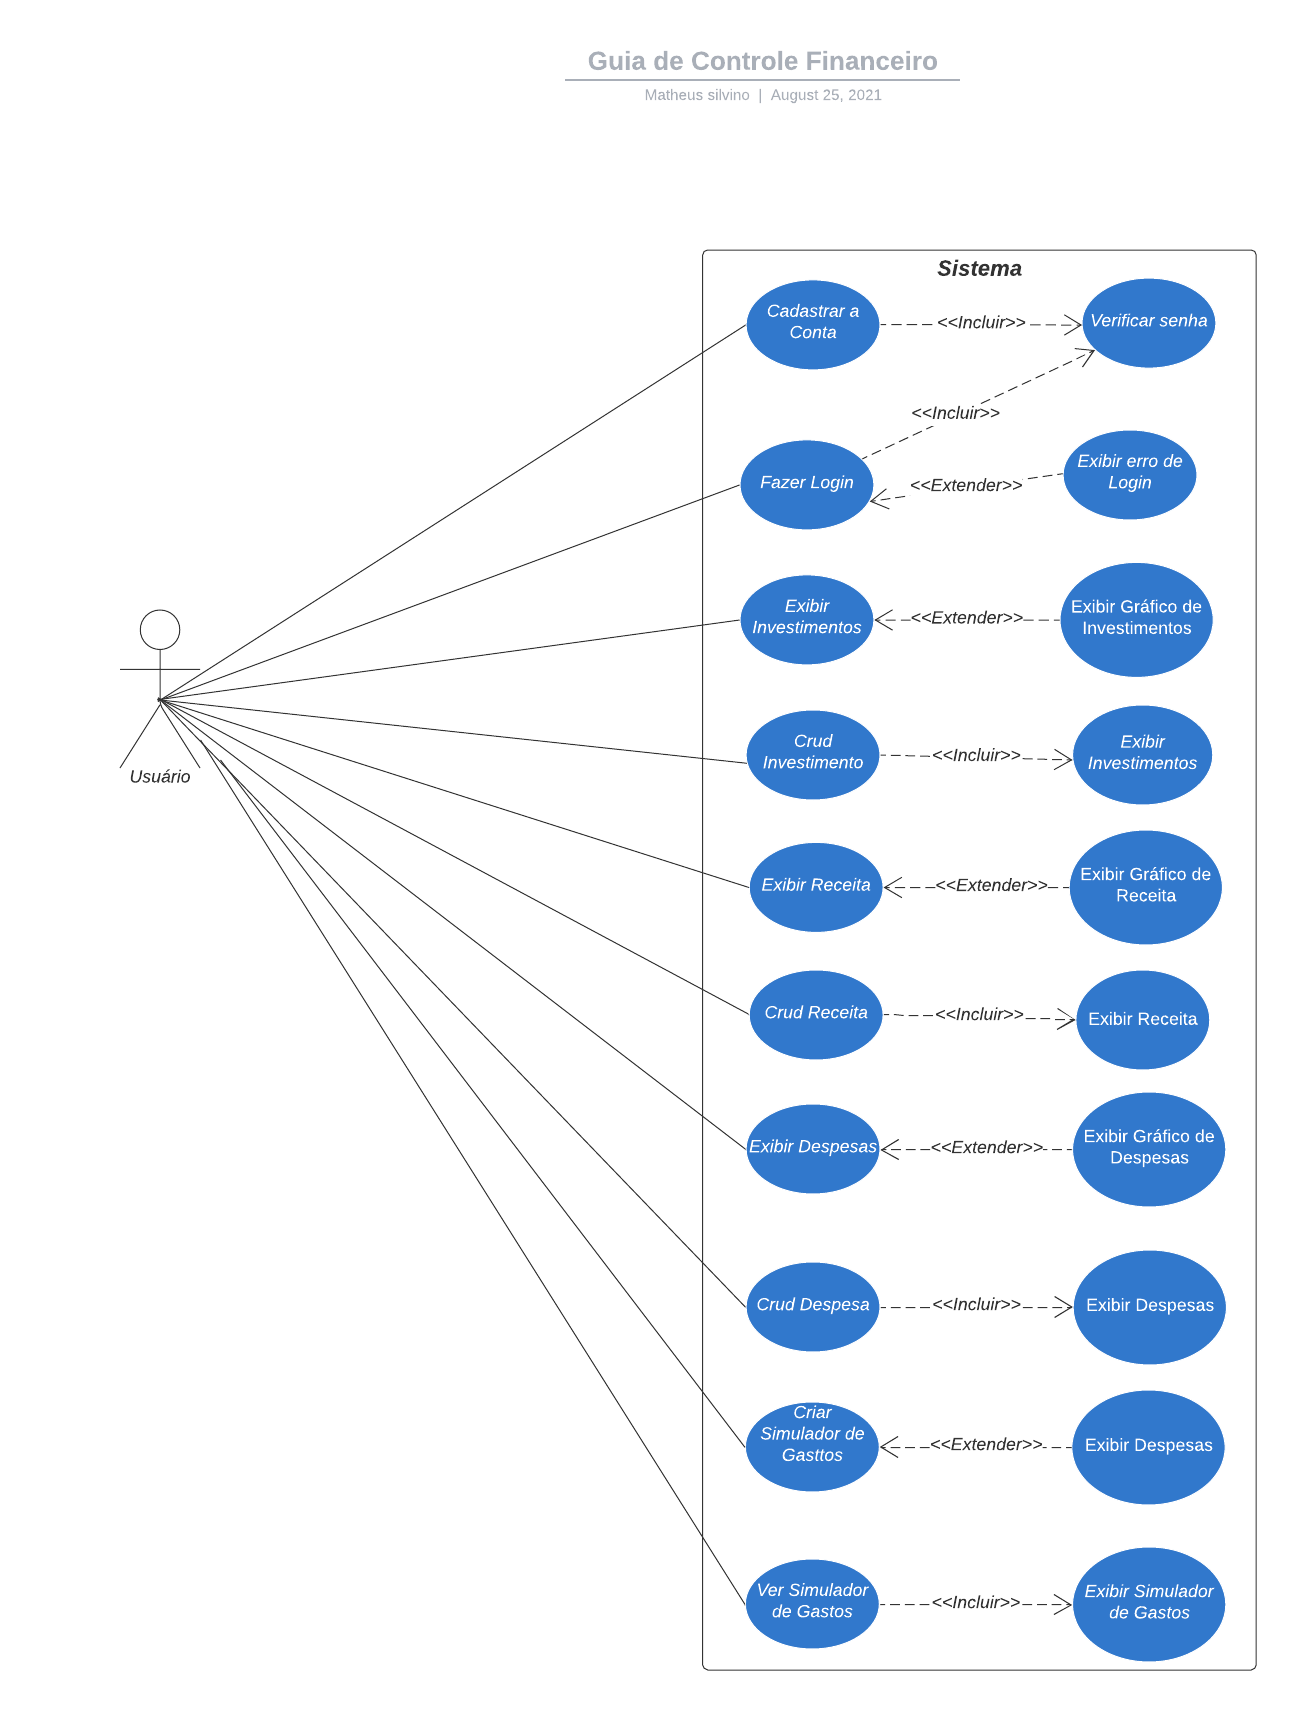 Guia de Controle Financeiro
Matheus silvino | August 25, 2021
Sistema
Cadastrar a
Conta
<<Incluir>>
Verificar senha
<<Incluir>>
Fazer Login
<<Extender>>
Exibir erro de
Login
Exibir
Investimentos
<<Extender>>
Exibir Gráfico de
Investimentos
Usuário
Crud
Investimento
<<Incluir>>
Exibir
Investimentos
Exibir Receita
<<Extender>>
Exibir Gráfico de
Receita
Crud Receita
<<Incluir>>
Exibir Receita
Exibir Despesas
<<Extender>>
Exibir Gráfico de
Despesas
Crud Despesa
<<Incluir>>
Exibir Despesas
Criar
Simulador de
Gasttos
<<Extender>>
Exibir Despesas
Ver Simulador
de Gastos
<<Incluir>>
Exibir Simulador
de Gastos